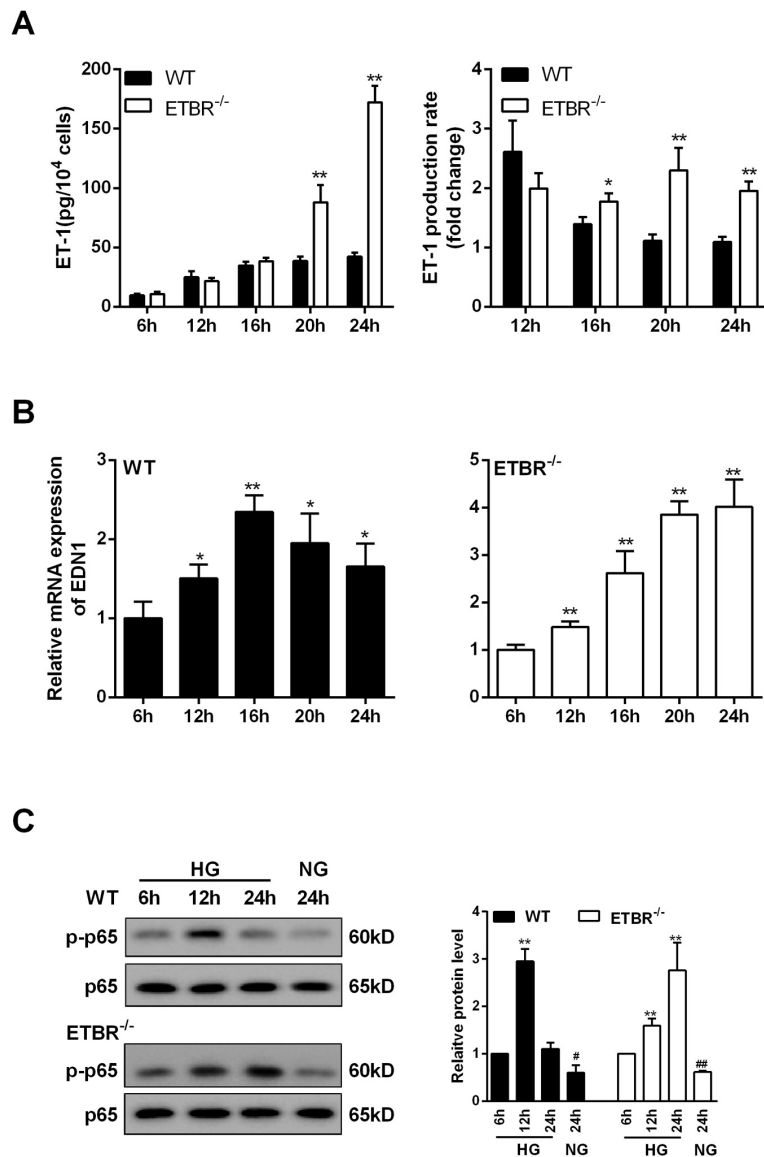 A
ET-1(pg/10⁴ cells)
200
150
100
50
0
WT
ETBR⁻/⁻
**
**
6h 12h 16h 20h 24h
ET-1 production rate
(fold change)
4
3
2
1
0
WT
ETBR⁻/⁻
* ** **
12h 16h 20h 24h
B
Relative mRNA expression
of EDN1
3
2
1
0
WT
* ** * *
6h 12h 16h 20h 24h
5
4
3
2
1
0
ETBR⁻/⁻
** ** ** **
6h 12h 16h 20h 24h
C
HG NG
WT 6h 12h 24h 24h
p-p65 60kD
p65 65kD
ETBR⁻/⁻
p-p65 60kD
p65 65kD
WT ETBR⁻/⁻
Relaitve protein level
4
3
2
1
0
** # ** ** ##
6h 12h 24h 24h 6h 12h 24h 24h
HG NG HG NG